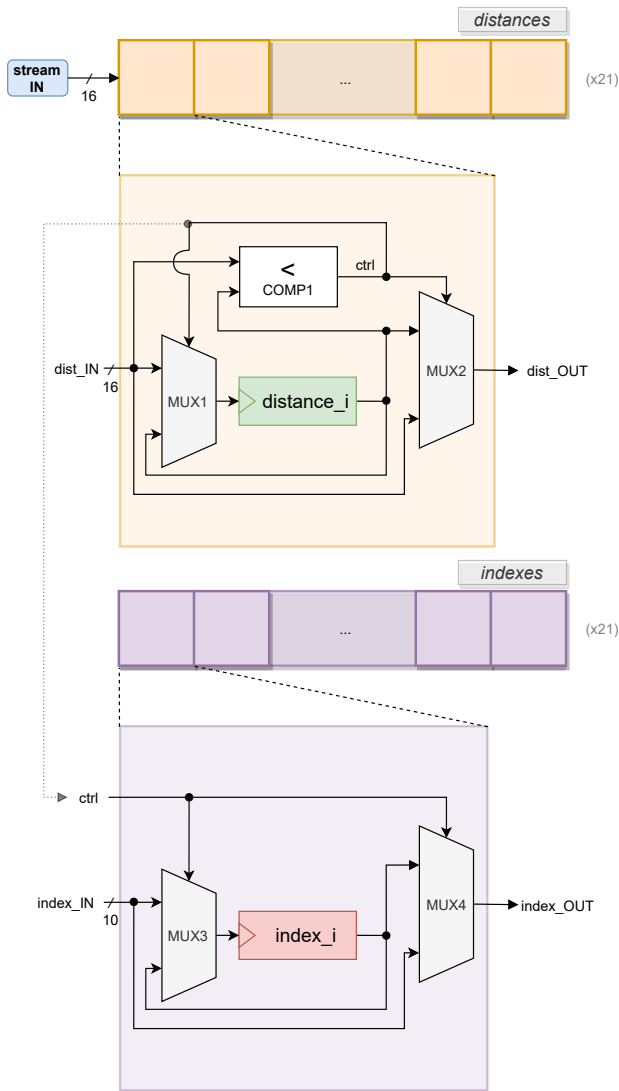 distances
stream
IN
16
...
(x21)
<
COMP1
ctrl
dist_IN
16
MUX1
distance_i
MUX2
dist_OUT
indexes
...
(x21)
ctrl
index_IN
10
MUX3
index_i
MUX4
index_OUT